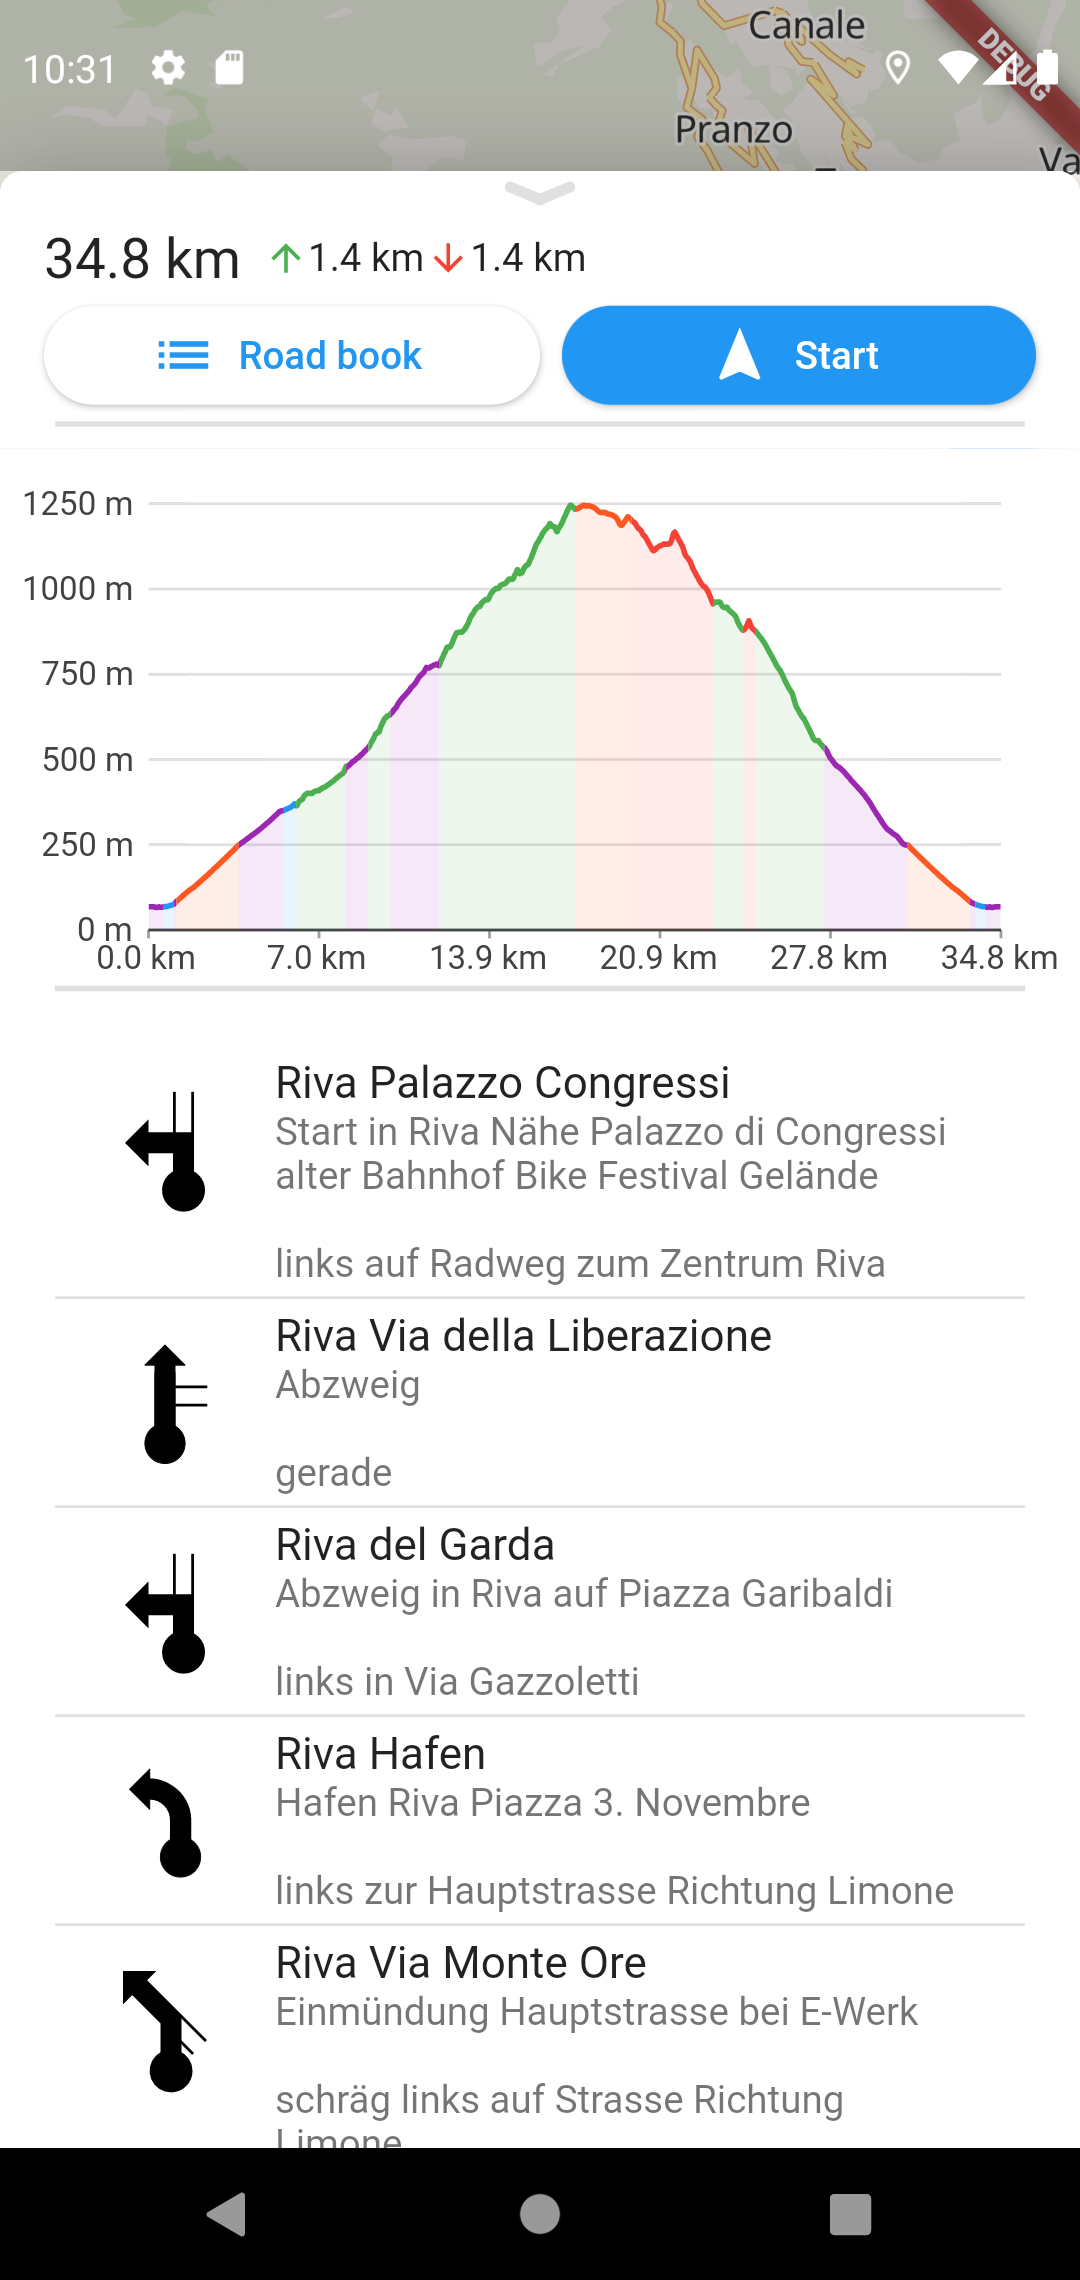 Canale
10:31
DEBUG
Pranzo
Va
34.8 km 1.4 km 1.4 km
Road book Start
1250 m
1000 m
750 m
500 m
250 m
0 m
0.0 km 7.0 km 13.9 km 20.9 km 27.8 km 34.8 km
Riva Palazzo Congressi
Start in Riva Nähe Palazzo di Congressi
alter Bahnhof Bike Festival Gelände
links auf Radweg zum Zentrum Riva
Riva Via della Liberazione
Abzweig
gerade
Riva del Garda
Abzweig in Riva auf Piazza Garibaldi
links in Via Gazzoletti
Riva Hafen
Hafen Riva Piazza 3. Novembre
links zur Hauptstrasse Richtung Limone
Riva Via Monte Ore
Einmündung Hauptstrasse bei E-Werk
schräg links auf Strasse Richtung
Limone